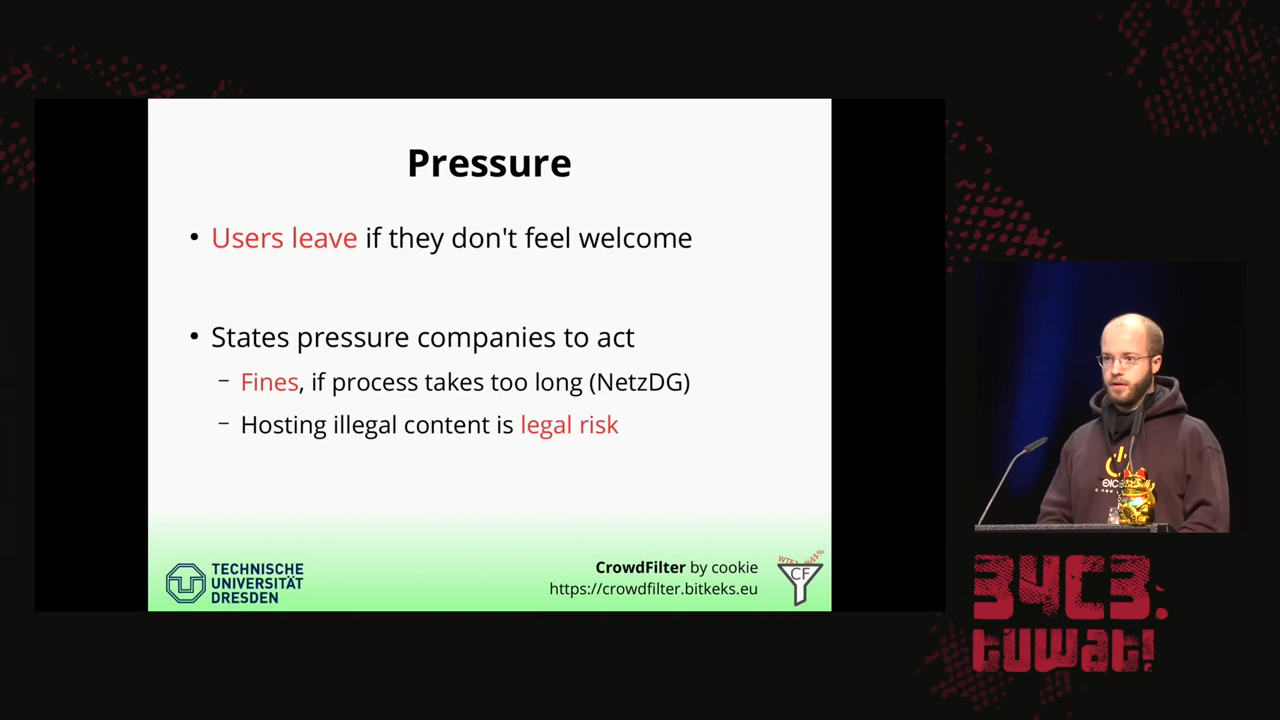 Pressure
• Users leave if they don't feel welcome
• States pressure companies to act
– Fines, if process takes too long (NetzDG)
– Hosting illegal content is legal risk
TECHNISCHE
UNIVERSITÄT
DRESDEN
CrowdFilter by cookie
https://crowdfilter.bitkeks.eu
CF
34C3.
tuwat!